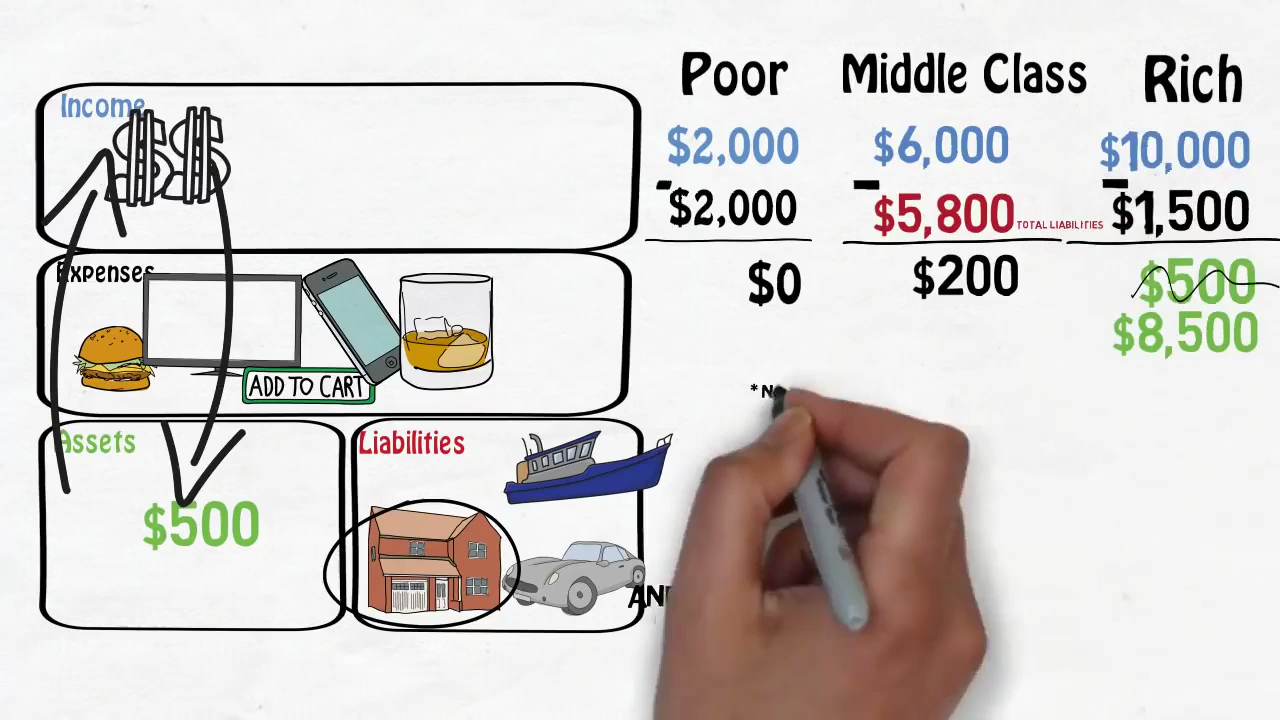 Income
Expenses
ADD TO CART
Assets
$500
Liabilities
Poor
$2,000
-$2,000
$0
Middle Class
$6,000
-$5,800 TOTAL LIABILITIES
$200
Rich
$10,000
-$1,500
$500
$8,500